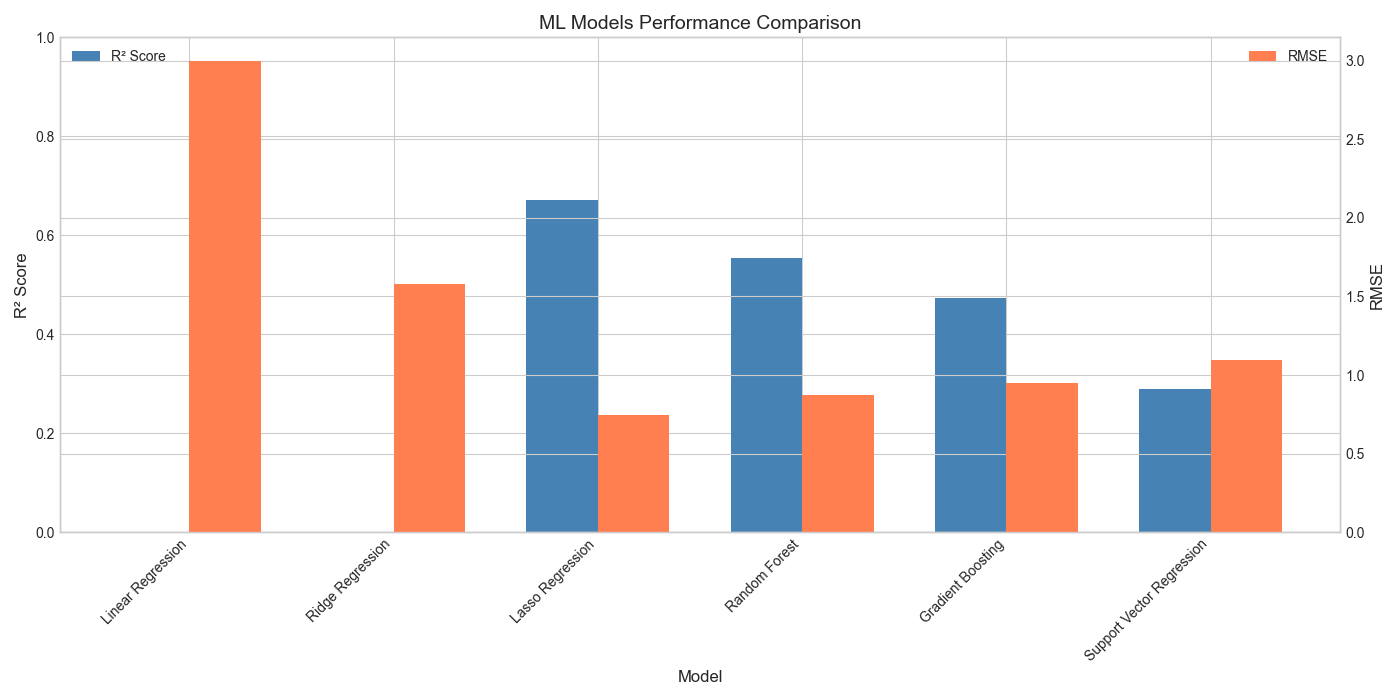 ML Models Performance Comparison
R² Score
RMSE
1.0
0.8
0.6
0.4
0.2
0.0
R² Score
3.0
2.5
2.0
1.5
1.0
0.5
0.0
RMSE
Linear Regression
Ridge Regression
Lasso Regression
Random Forest
Gradient Boosting
Support Vector Regression
Model